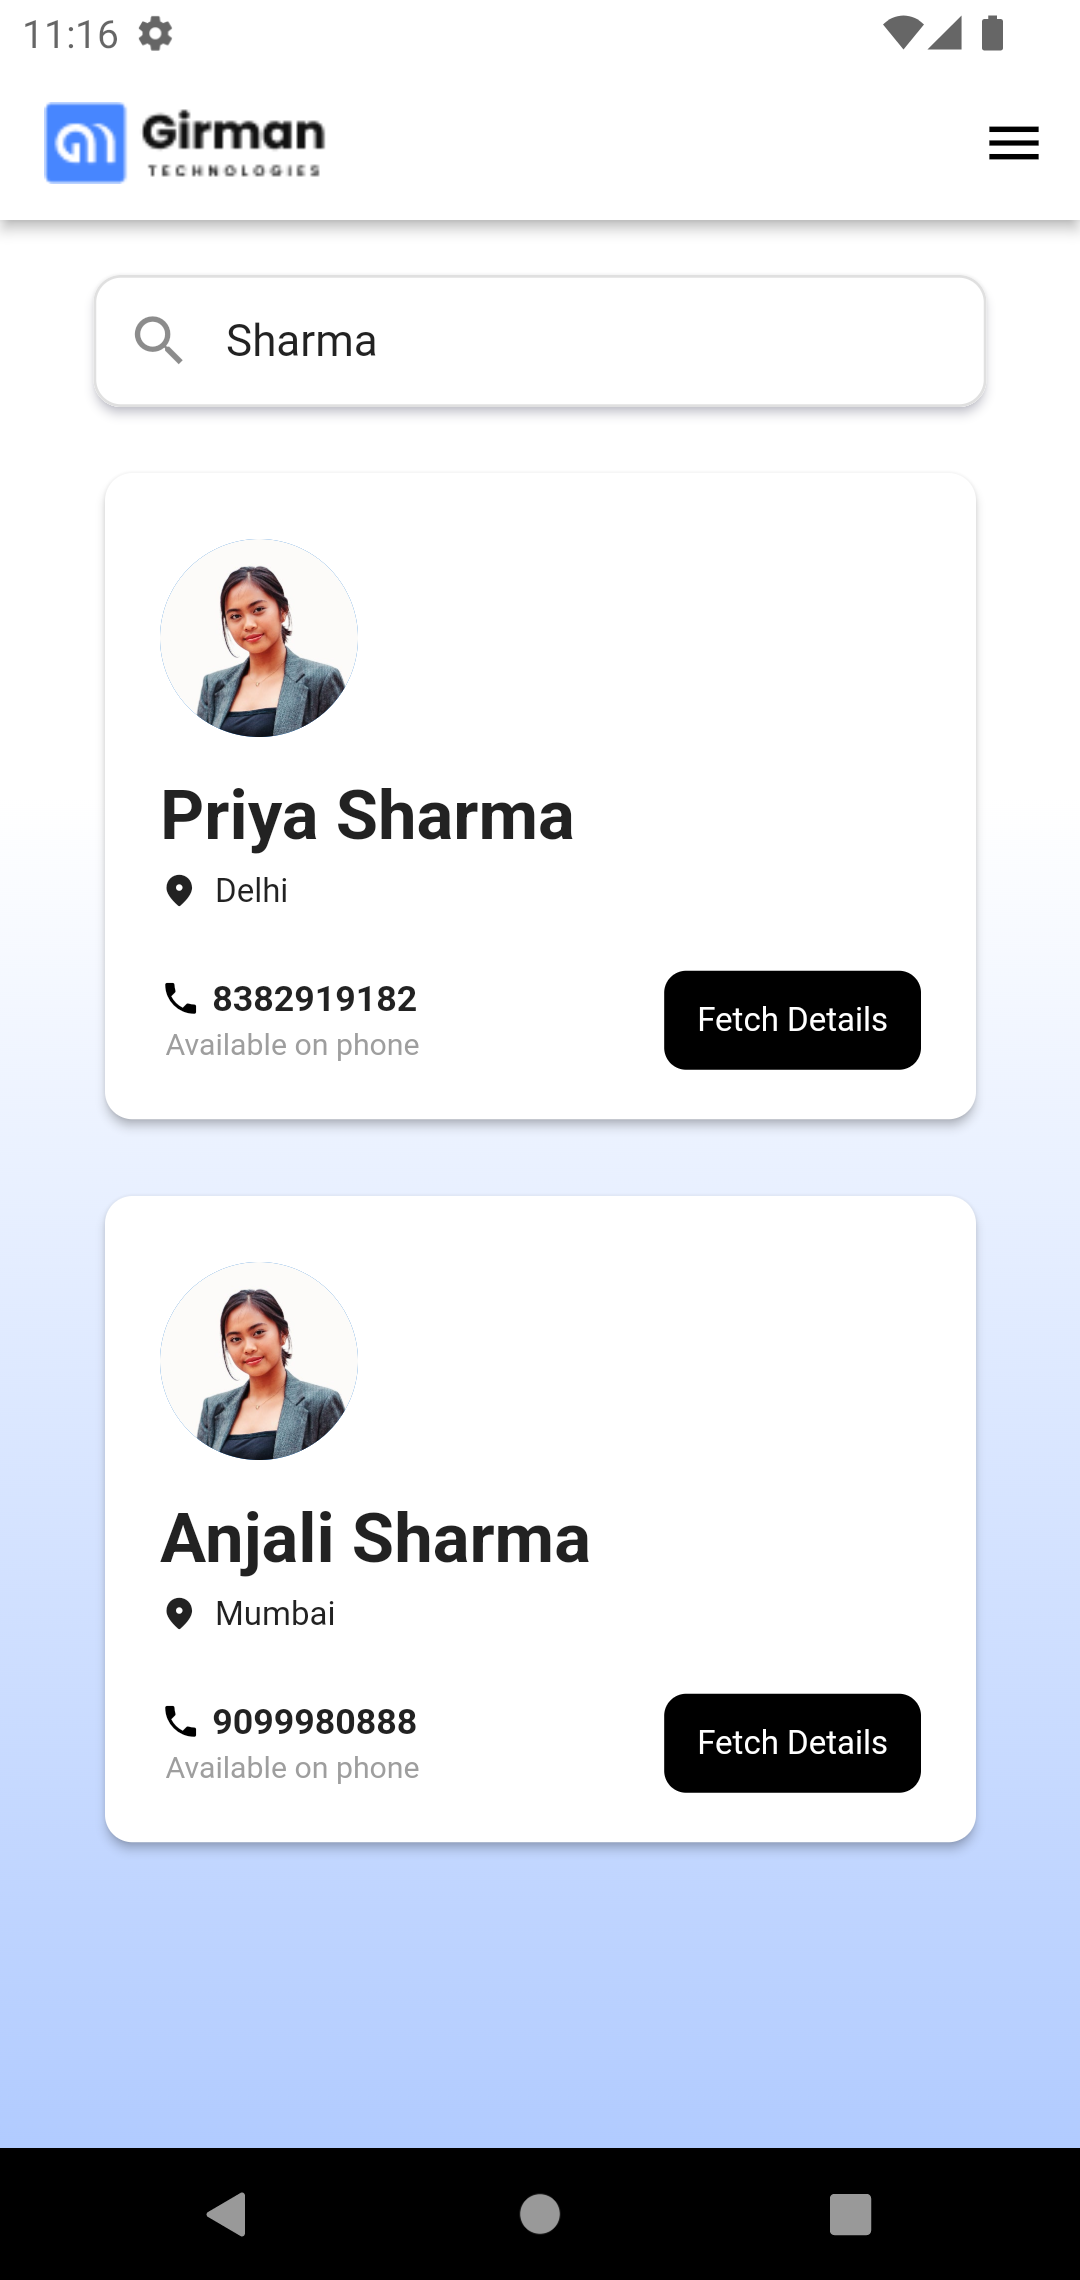 11:16
Girman
TECHNOLOGIES
Sharma
Priya Sharma
Delhi
8382919182
Available on phone
Fetch Details
Anjali Sharma
Mumbai
9099980888
Available on phone
Fetch Details